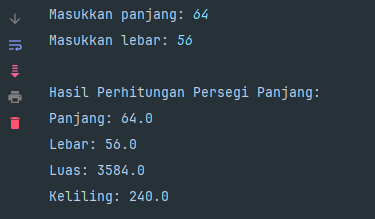 Masukkan panjang: 64
Masukkan lebar: 56
Hasil Perhitungan Persegi Panjang:
Panjang: 64.0
Lebar: 56.0
Luas: 3584.0
Keliling: 240.0